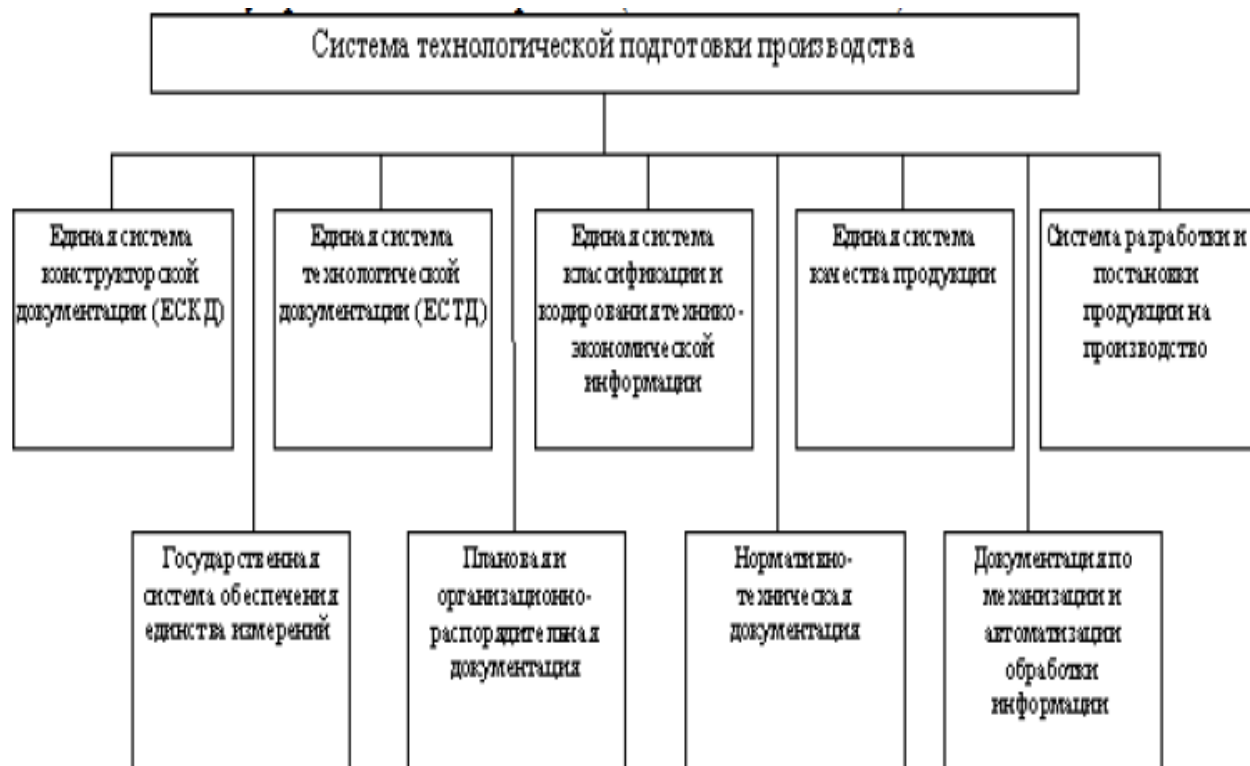 Система технологической подготовки производства
Единая система
конструкторской
документации (ЕСКД)
Единая система
технологической
документации (ЕСТД)
Единая система
классификации и
кодирования технико-
экономической
информации
Единая система
качества продукции
Система разработки и
постановки
продукции на
производство
Государственная
система обеспечения
единства измерений
Плановая и
организационно-
распорядительная
документация
Нормативно-
техническая
документация
Документация по
механизации и
автоматизации
обработки
информации